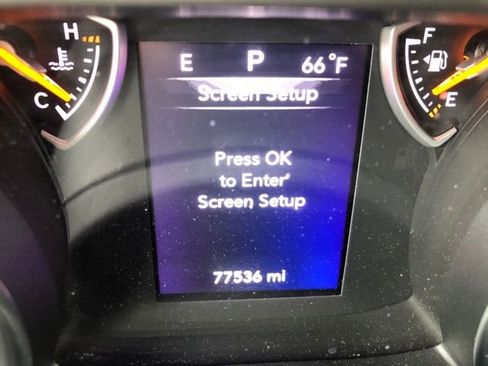 H
C
E P 66°F
Screen Setup
Press OK
to Enter
Screen Setup
77536 mi
F
E